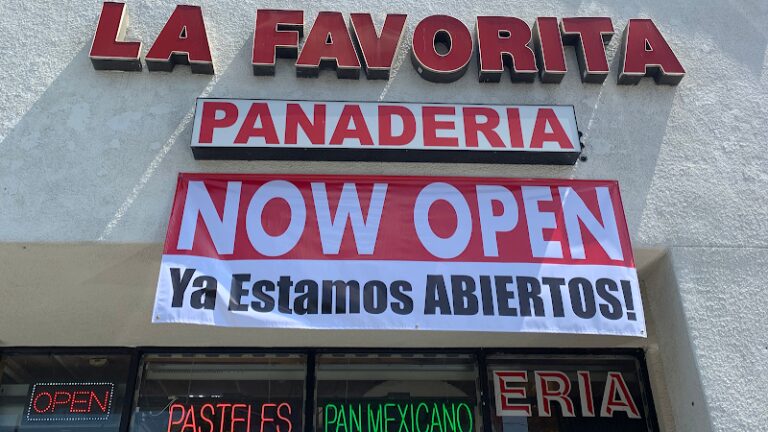 LA FAVORITA
PANADERIA
NOW OPEN
Ya Estamos ABIERTOS!
OPEN
PASTELES
PAN MEXICANO
ERIA